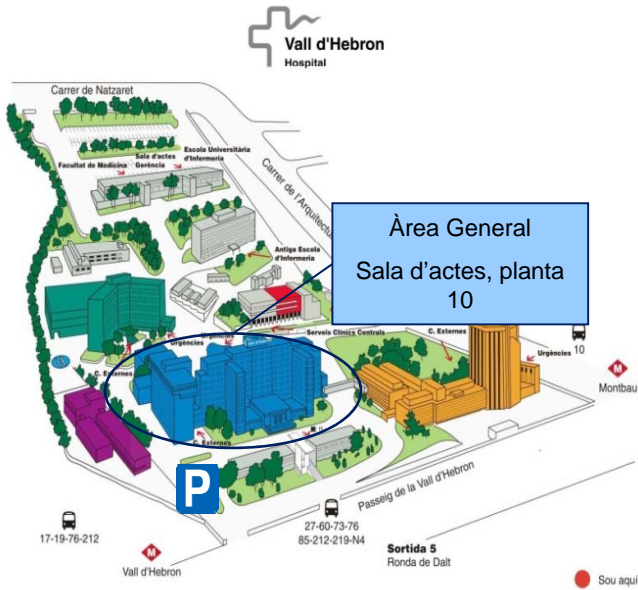 Vall d'Hebron
Hospital
Carrer de Natzaret
Escola Universitària
d'Infermeria
Sala d'actes
Gerència
Facultat de Medicina
Carrer de l'Arquitectu
Antiga Escola
d'Infermeria
Àrea General
Sala d'actes, planta
10
Urgències
Urgències
Serveis Clínics Centrals
C. Externes
Urgències
10
M
Montbau
C. Externes
C. Externes
P
Passeig de la Vall d'Hebron
17-19-76-212
M
Vall d'Hebron
27-60-73-76
85-212-219-N4
Sortida 5
Ronda de Dalt
Sou aquí